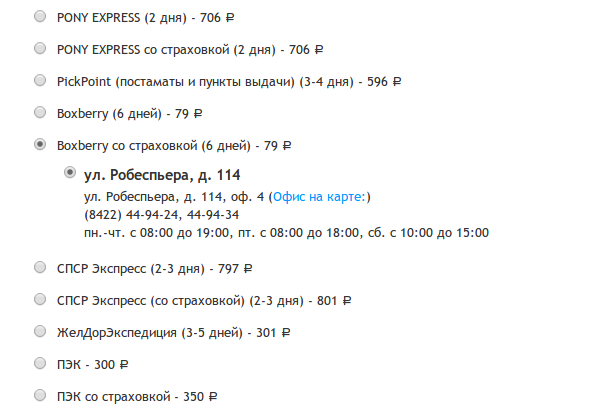 PONY EXPRESS (2 дня) - 706 ₽
PONY EXPRESS со страховкой (2 дня) - 706 ₽
PickPoint (постаматы и пункты выдачи) (3-4 дня) - 596 ₽
Boxberry (6 дней) - 79 ₽
Boxberry со страховкой (6 дней) - 79 ₽
ул. Робеспьера, д. 114
ул. Робеспьера, д. 114, оф. 4 (Офис на карте:)
(8422) 44-94-24, 44-94-34
пн.-чт. с 08:00 до 19:00, пт. с 08:00 до 18:00, сб. с 10:00 до 15:00
СПСР Экспресс (2-3 дня) - 797 ₽
СПСР Экспресс (со страховкой) (2-3 дня) - 801 ₽
ЖелДорЭкспедиция (3-5 дней) - 301 ₽
ПЭК - 300 ₽
ПЭК со страховкой - 350 ₽